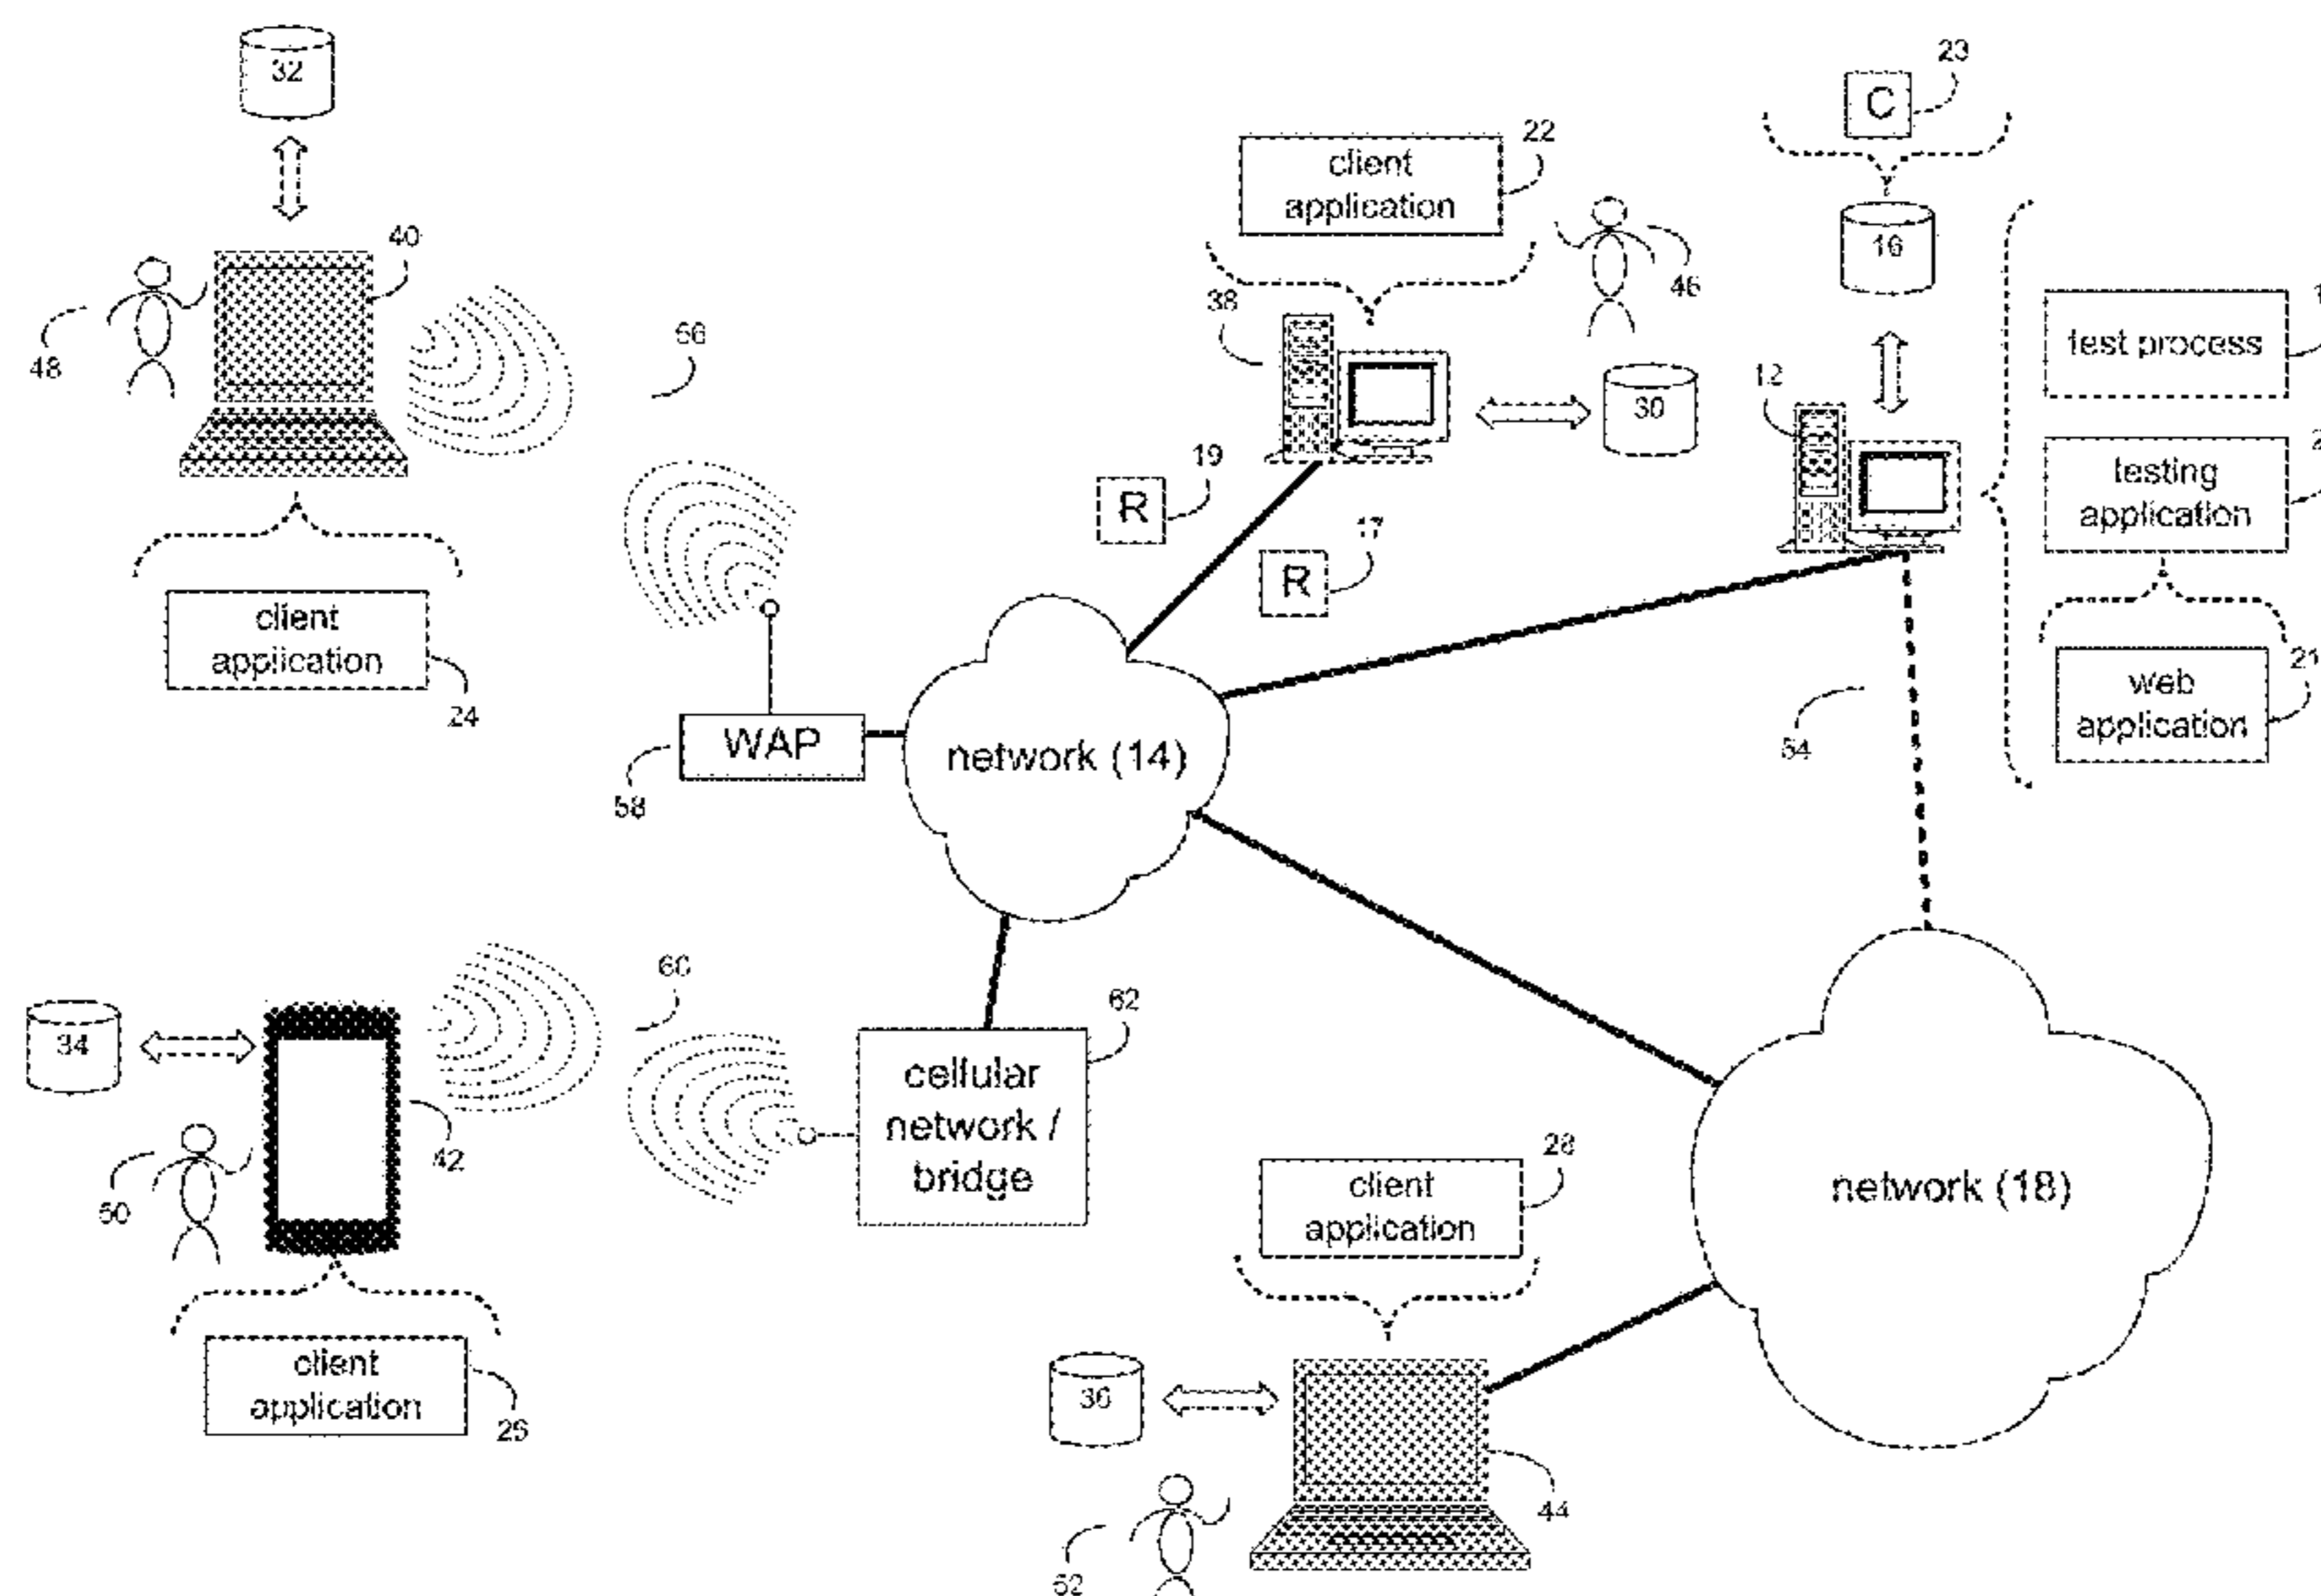 32
40
48
56
client
application
24
22
client
application
46
38
30
R
19
R
17
23
C
16
12
test process
testing
application
21
web
application
54
WAP
58
network (14)
34
42
50
60
62
cellular
network /
bridge
client
application
26
28
client
application
36
44
52
network (18)